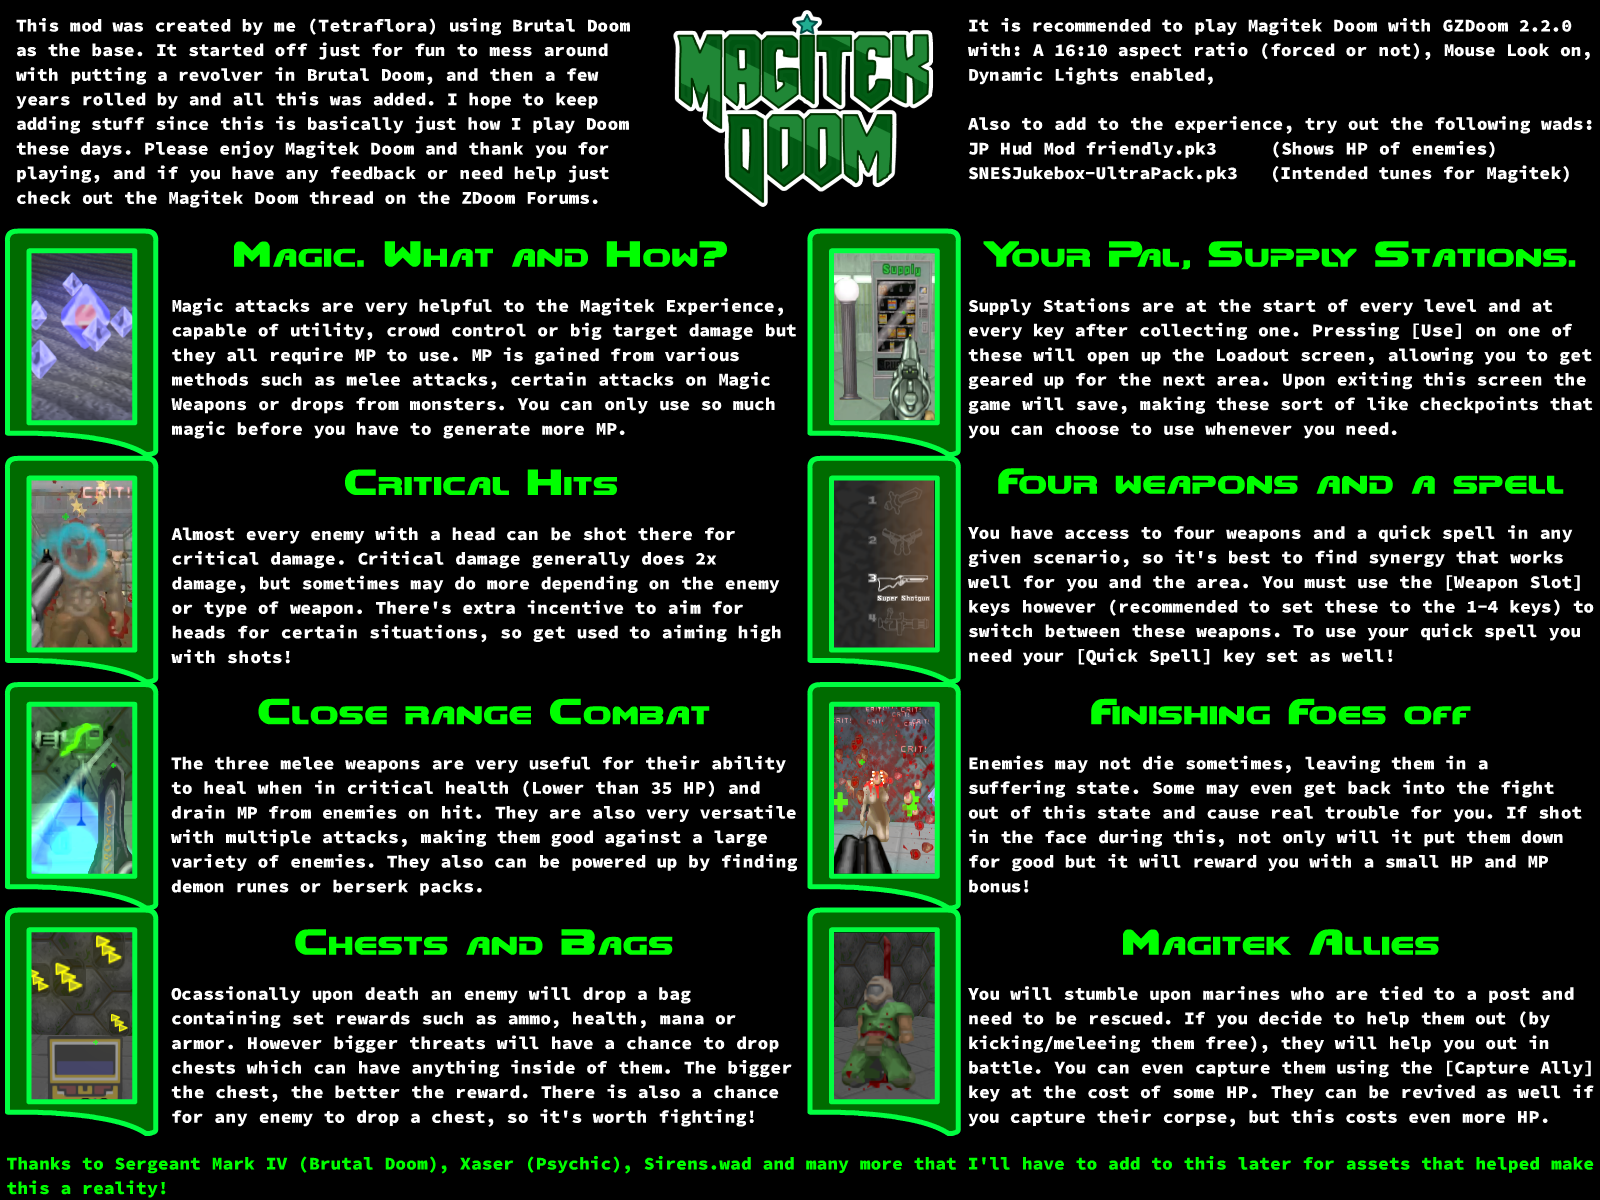 This mod was created by me (Tetraflora) using Brutal Doom
as the base. It started off just for fun to mess around
with putting a revolver in Brutal Doom, and then a few
years rolled by and all this was added. I hope to keep
adding stuff since this is basically just how I play Doom
these days. Please enjoy Magitek Doom and thank you for
playing, and if you have any feedback or need help just
check out the Magitek Doom thread on the ZDoom Forums.
MAGITEK
DOOM
It is recommended to play Magitek Doom with GZDoom 2.2.0
with: A 16:10 aspect ratio (forced or not), Mouse Look on,
Dynamic Lights enabled,
Also to add to the experience, try out the following wads:
JP Hud Mod friendly.pk3 (Shows HP of enemies)
SNESJukebox-UltraPack.pk3 (Intended tunes for Magitek)
Magic. What and How?
Magic attacks are very helpful to the Magitek Experience,
capable of utility, crowd control or big target damage but
they all require MP to use. MP is gained from various
methods such as melee attacks, certain attacks on Magic
Weapons or drops from monsters. You can only use so much
magic before you have to generate more MP.
Supply
Your Pal, Supply Stations.
Supply Stations are at the start of every level and at
every key after collecting one. Pressing [Use] on one of
these will open up the Loadout screen, allowing you to get
geared up for the next area. Upon exiting this screen the
game will save, making these sort of like checkpoints that
you can choose to use whenever you need.
CRIT!
Critical Hits
Almost every enemy with a head can be shot there for
critical damage. Critical damage generally does 2x
damage, but sometimes may do more depending on the enemy
or type of weapon. There's extra incentive to aim for
heads for certain situations, so get used to aiming high
with shots!
1
2
3
Super Shotgun
4
Four weapons and a spell
You have access to four weapons and a quick spell in any
given scenario, so it's best to find synergy that works
well for you and the area. You must use the [Weapon Slot]
keys however (recommended to set these to the 1-4 keys) to
switch between these weapons. To use your quick spell you
need your [Quick Spell] key set as well!
Close range Combat
The three melee weapons are very useful for their ability
to heal when in critical health (Lower than 35 HP) and
drain MP from enemies on hit. They are also very versatile
with multiple attacks, making them good against a large
variety of enemies. They also can be powered up by finding
demon runes or berserk packs.
CRIT!
Finishing Foes off
Enemies may not die sometimes, leaving them in a
suffering state. Some may even get back into the fight
out of this state and cause real trouble for you. If shot
in the face during this, not only will it put them down
for good but it will reward you with a small HP and MP
bonus!
Chests and Bags
Ocassionally upon death an enemy will drop a bag
containing set rewards such as ammo, health, mana or
armor. However bigger threats will have a chance to drop
chests which can have anything inside of them. The bigger
the chest, the better the reward. There is also a chance
for any enemy to drop a chest, so it's worth fighting!
Magitek Allies
You will stumble upon marines who are tied to a post and
need to be rescued. If you decide to help them out (by
kicking/meleeing them free), they will help you out in
battle. You can even capture them using the [Capture Ally]
key at the cost of some HP. They can be revived as well if
you capture their corpse, but this costs even more HP.
Thanks to Sergeant Mark IV (Brutal Doom), Xaser (Psychic), Sirens.wad and many more that I'll have to add to this later for assets that helped make
this a reality!